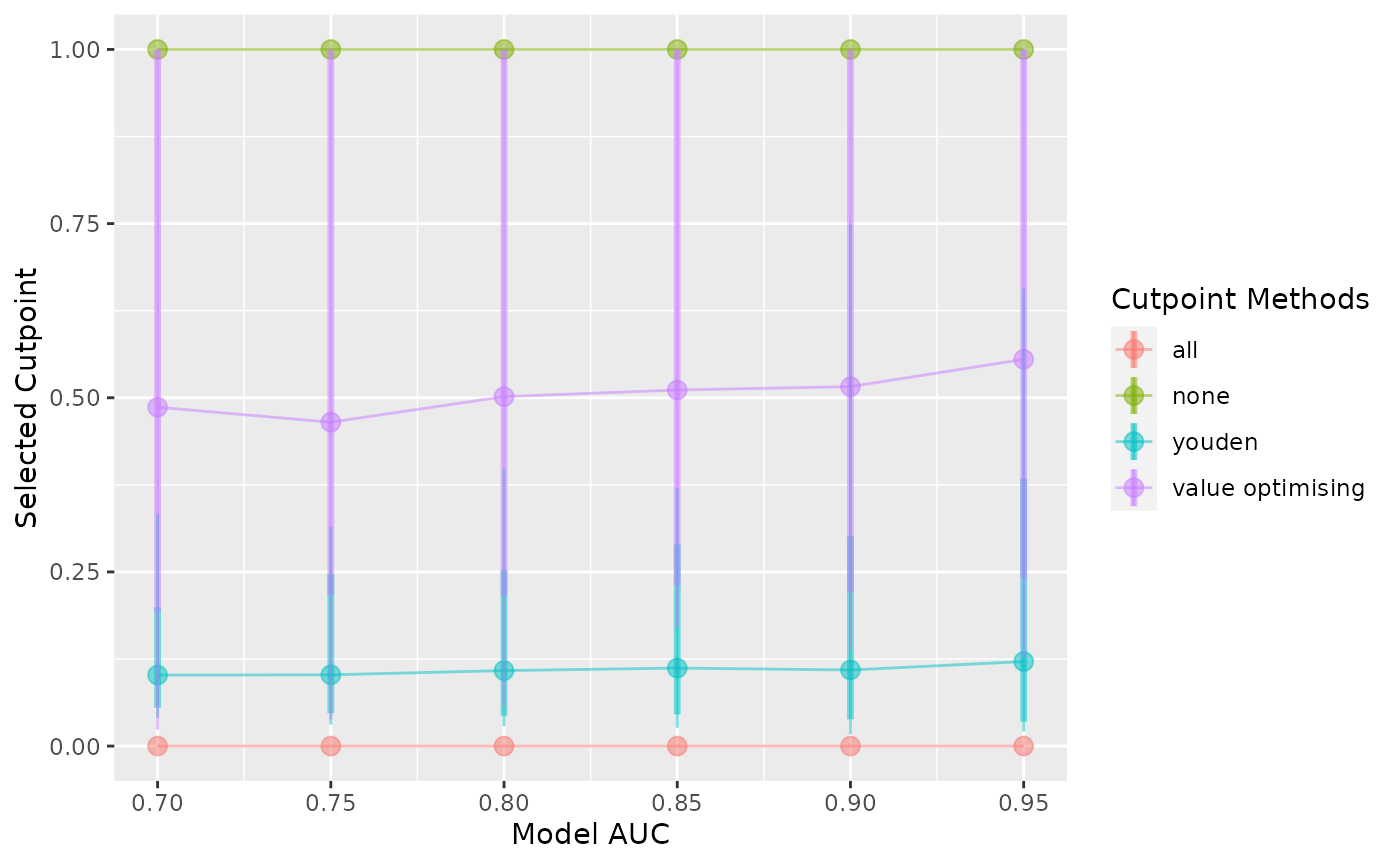 1.00
0.75
0.50
0.25
0.00
Selected Cutpoint
0.70 0.75 0.80 0.85 0.90 0.95
Model AUC
Cutpoint Methods
all
none
youden
value optimising